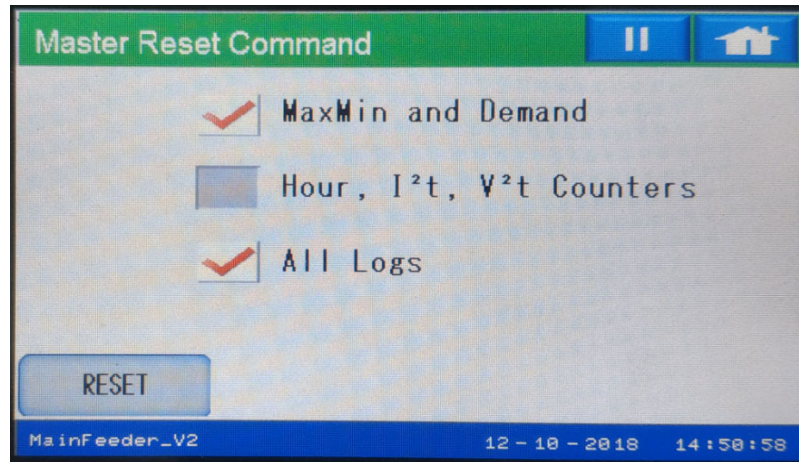 Master Reset Command
MaxMin and Demand
Hour, I²t, V²t Counters
All Logs
RESET
MainFeeder_V2 12-10-2018 14:50:58